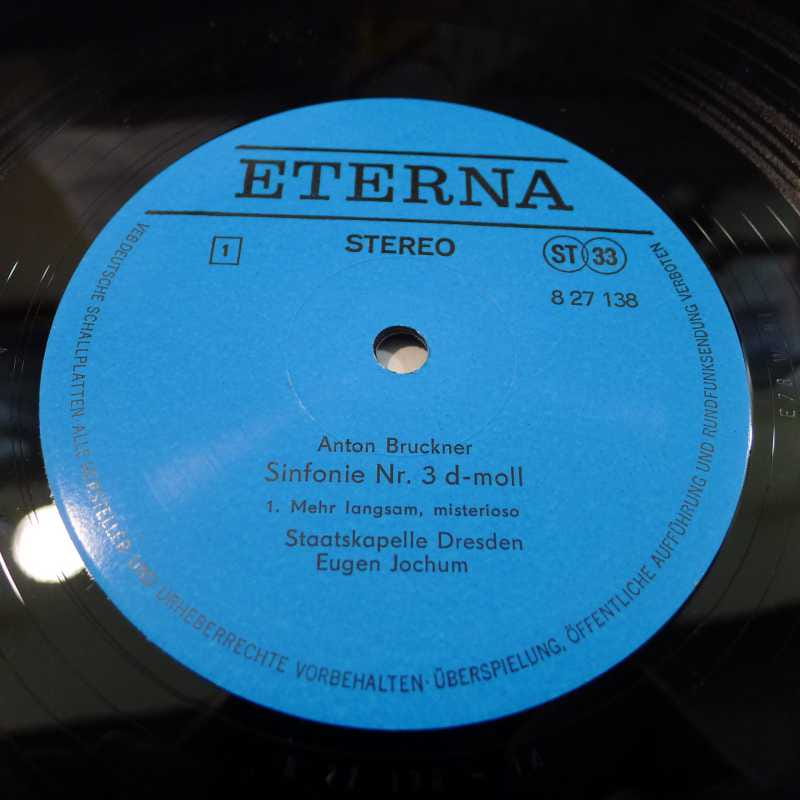 ETERNA
1
STEREO
ST 33
8 27 138
Anton Bruckner
Sinfonie Nr. 3 d-moll
1. Mehr langsam, misterioso
Staatskapelle Dresden
Eugen Jochum
VEB DEUTSCHE SCHALLPLATTEN · ALLE HERSTELLER UND URHEBERRECHTE VORBEHALTEN · ÜBERSPIELUNG, ÖFFENTLICHE AUFFÜHRUNG UND RUNDFUNKSENDUNG VERBOTEN